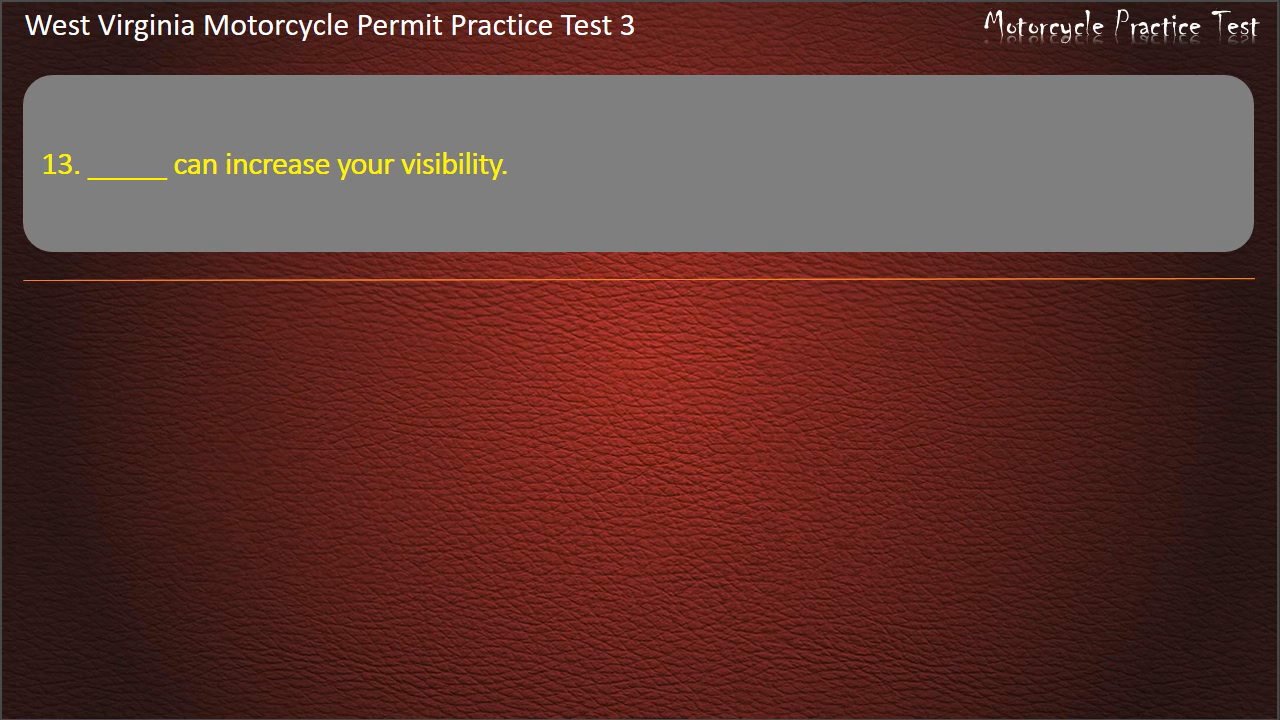 West Virginia Motorcycle Permit Practice Test 3
Motorcycle Practice Test
13. _____ can increase your visibility.